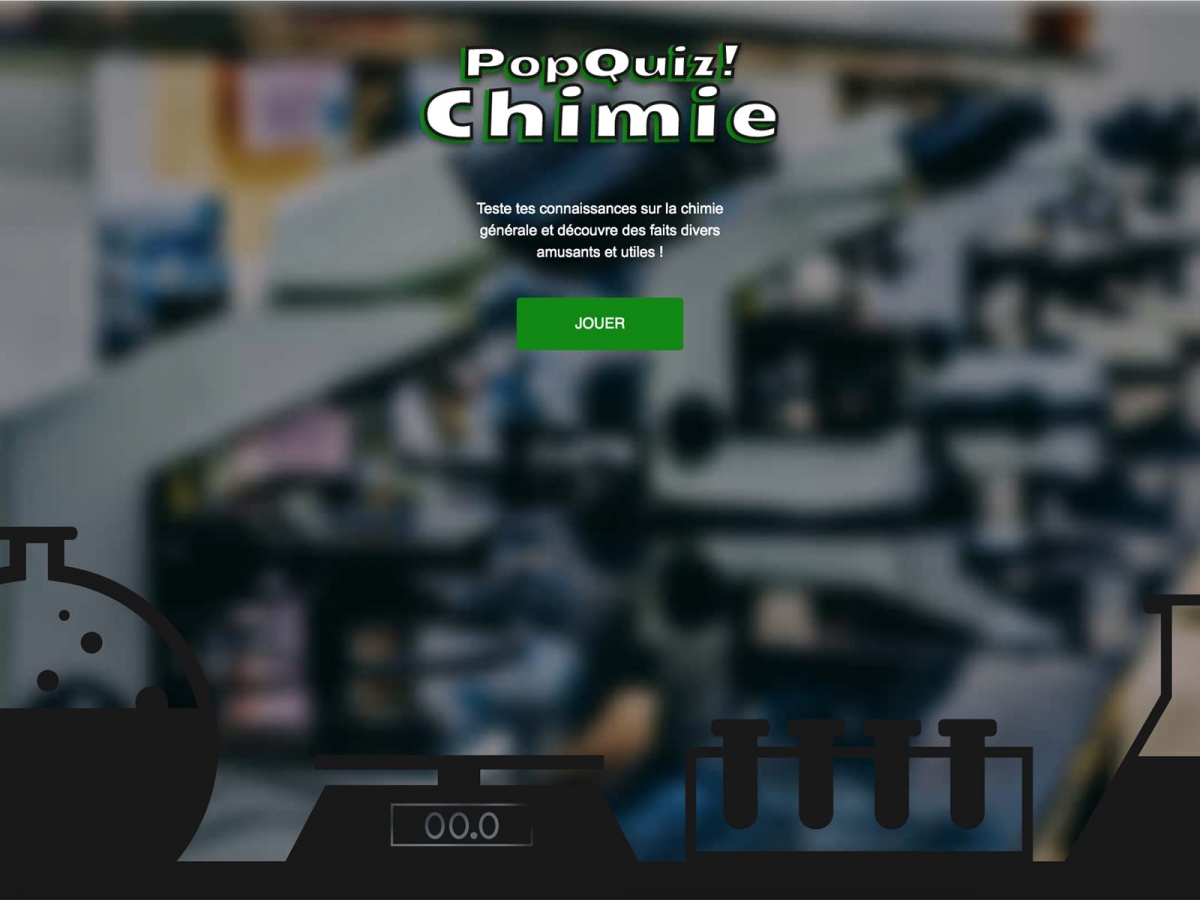 PopQuiz!
Chimie
Teste tes connaissances sur la chimie
générale et découvre des faits divers
amusants et utiles !
JOUER
00.0